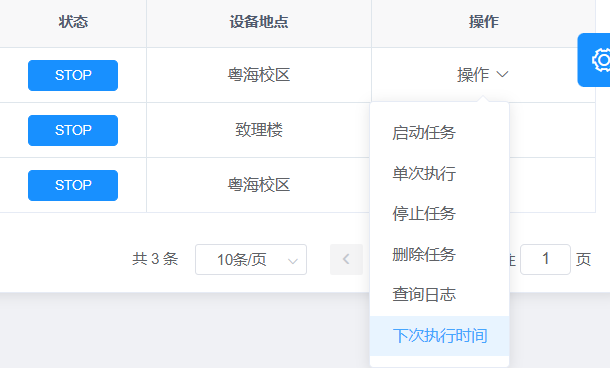 状态 设备地点 操作
STOP 粤海校区 操作
STOP 致理楼
STOP 粤海校区
启动任务
单次执行
停止任务
删除任务
查询日志
下次执行时间
共 3 条 10条/页 1 页